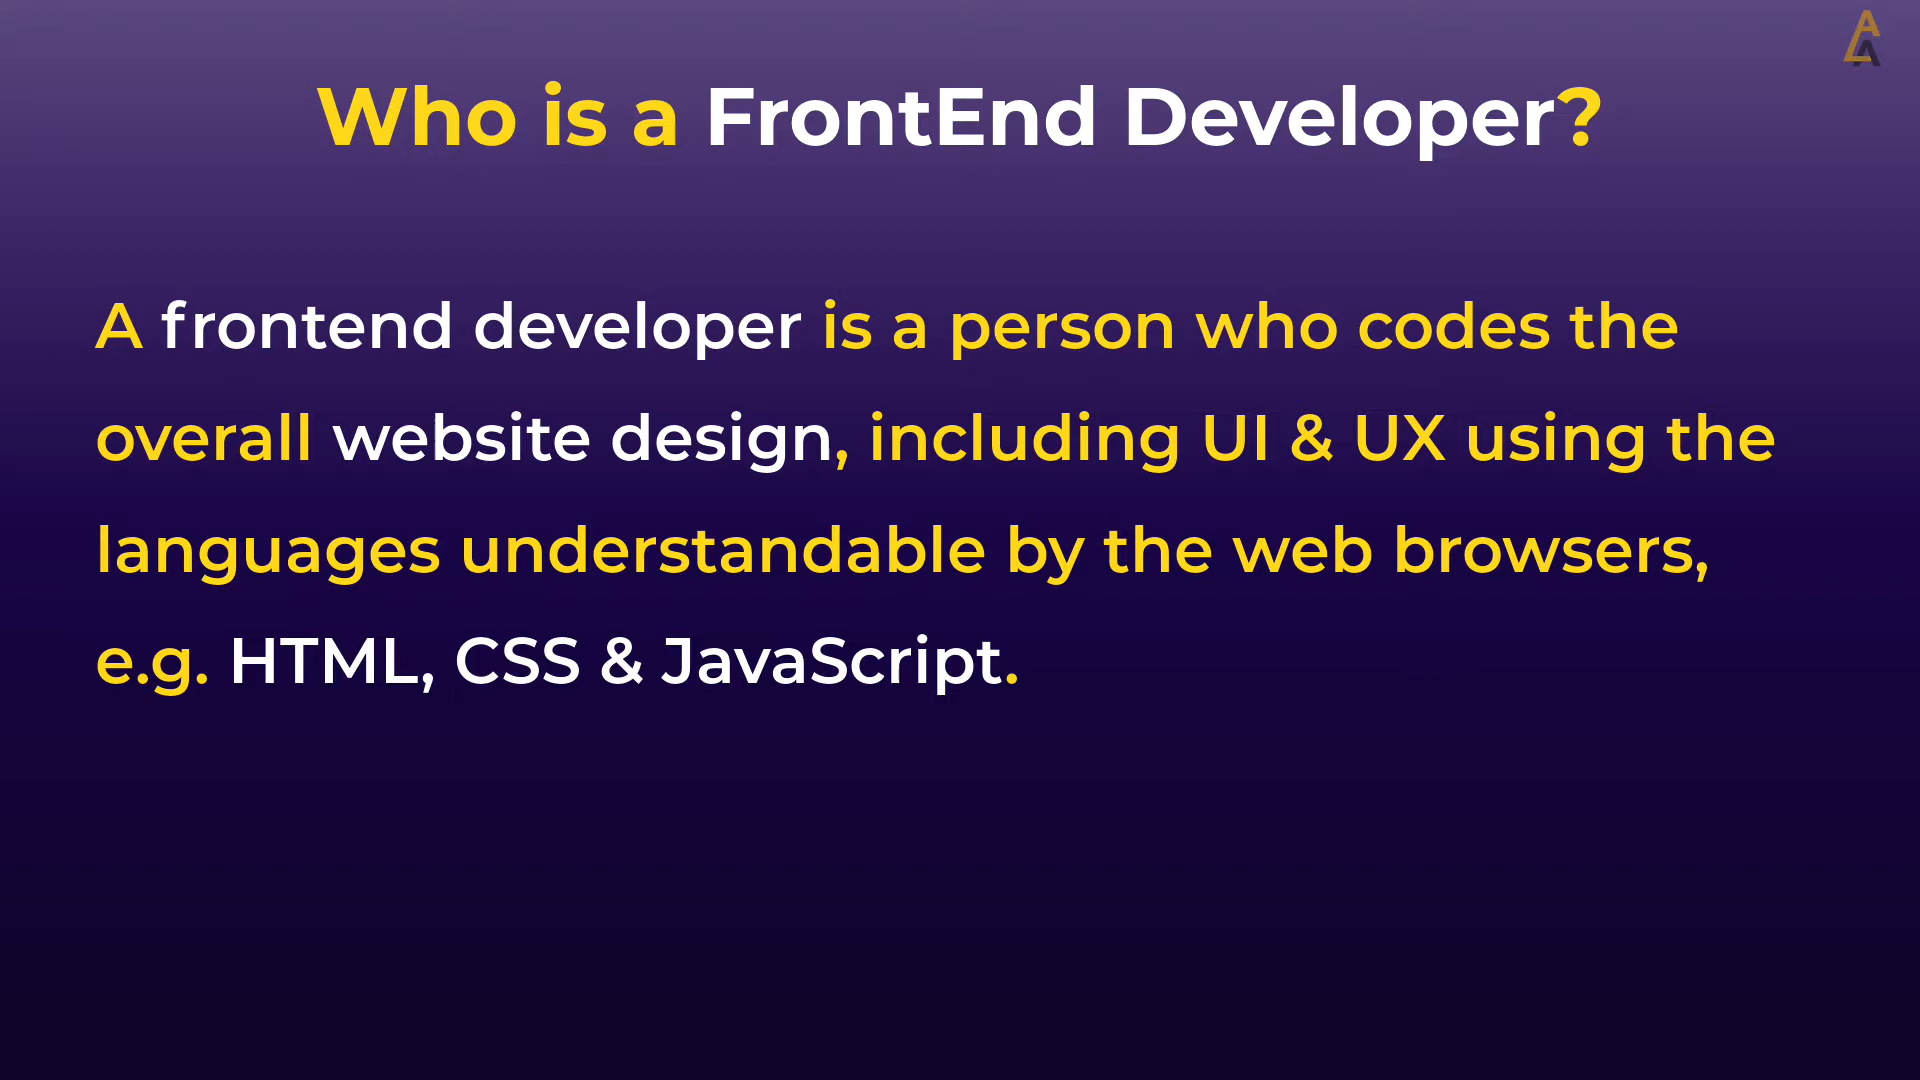 Who is a FrontEnd Developer?
A frontend developer is a person who codes the
overall website design, including UI & UX using the
languages understandable by the web browsers,
e.g. HTML, CSS & JavaScript.